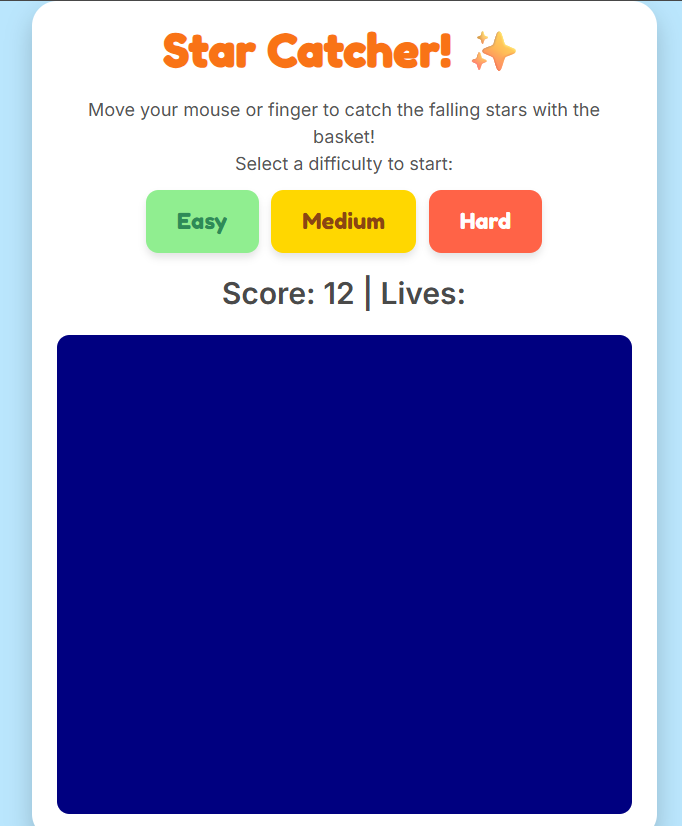 Star Catcher! ✨
Move your mouse or finger to catch the falling stars with the
basket!
Select a difficulty to start:
Easy Medium Hard
Score: 12 | Lives: